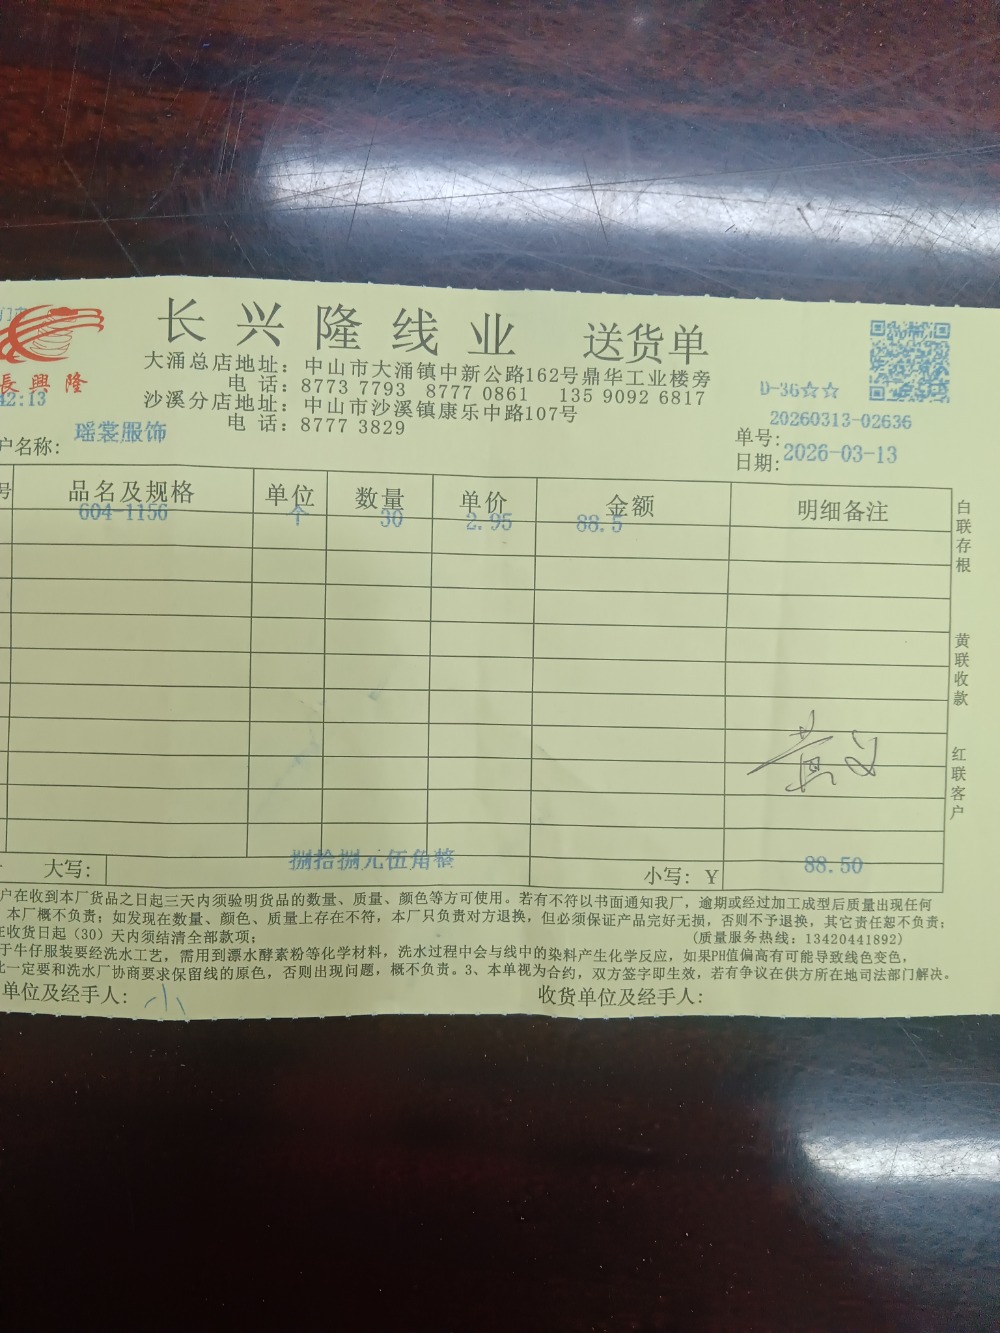 长兴隆线业 送货单
長興隆
大涌总店地址：中山市大涌镇中新公路162号鼎华工业楼旁
电 话：8773 7793 8777 0861 135 9092 6817
沙溪分店地址：中山市沙溪镇康乐中路107号
电 话：8777 3829
42:13
D-36☆☆
单号：20260313-02636
户名称：瑶裳服饰
日期：2026-03-13
号 品名及规格 单位 数量 单价 金额 明细备注
604-1156 个 30 2.95 88.5
白联存根
黄联收款
红联客户
大写：捌拾捌元伍角整 小写：Y 88.50
户在收到本厂货品之日起三天内须验明货品的数量、质量、颜色等方可使用。若有不符以书面通知我厂，逾期或经过加工成型后质量出现任何
本厂概不负责；如发现在数量、颜色、质量上存在不符，本厂只负责对方退换，但必须保证产品完好无损，否则不予退换，其它责任恕不负责；
在收货日起（30）天内须结清全部款项； (质量服务热线：13420441892)
于牛仔服装要经洗水工艺，需用到漂水酵素粉等化学材料，洗水过程中会与线中的染料产生化学反应，如果PH值偏高有可能导致线色变色，
一定要和洗水厂协商要求保留线的原色，否则出现问题，概不负责。3、本单视为合约，双方签字即生效，若有争议在供方所在地司法部门解决。
单位及经手人：小 收货单位及经手人：